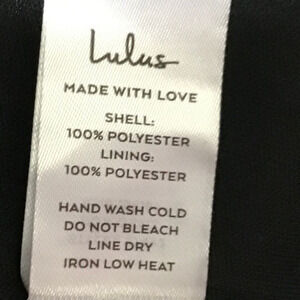 Lulus
MADE WITH LOVE
SHELL:
100% POLYESTER
LINING:
100% POLYESTER
HAND WASH COLD
DO NOT BLEACH
LINE DRY
IRON LOW HEAT